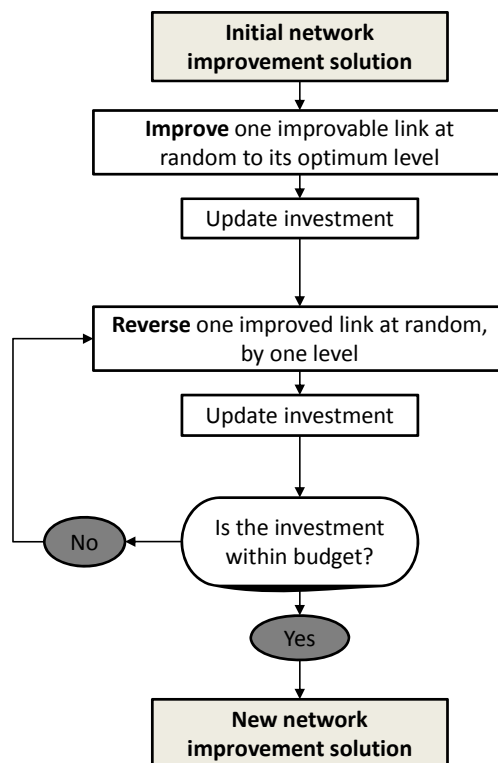 Initial network
improvement solution
Improve one improvable link at
random to its optimum level
Update investment
Reverse one improved link at random,
by one level
Update investment
Is the investment
within budget?
No
Yes
New network
improvement solution